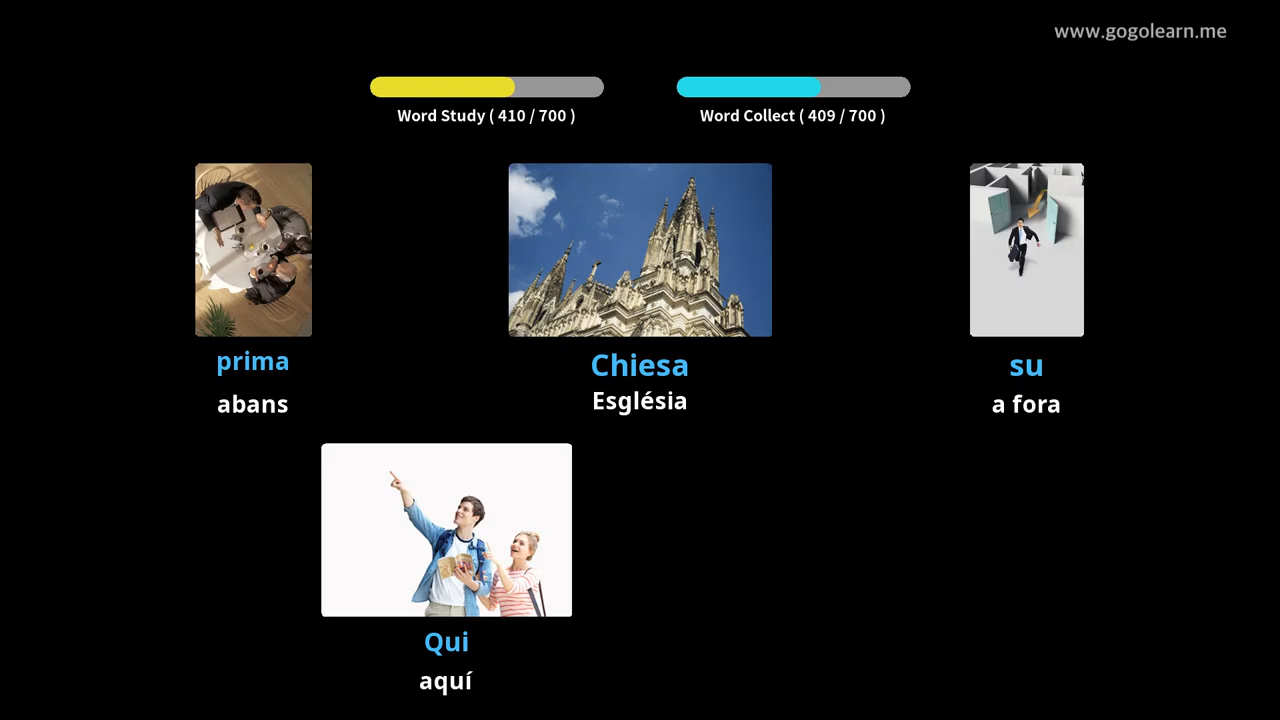 www.gogolearn.me
Word Study ( 410 / 700 )
Word Collect ( 409 / 700 )
prima
abans
Chiesa
Església
su
a fora
Qui
aquí